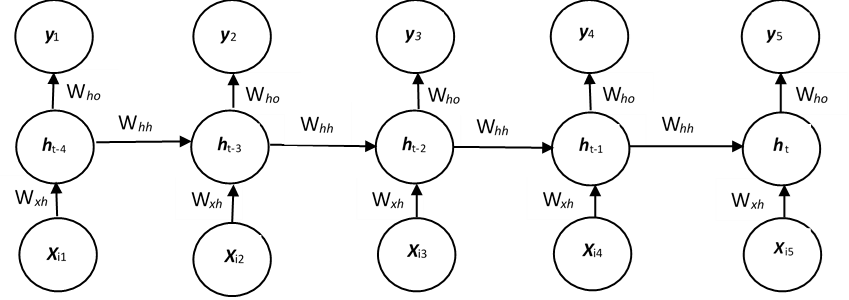 y1 y2 y3 y4 y5
Who Who Who Who Who
Whh Whh Whh Whh
ht-4 ht-3 ht-2 ht-1 ht
Wxh Wxh Wxh Wxh Wxh
Xi1 Xi2 Xi3 Xi4 Xi5